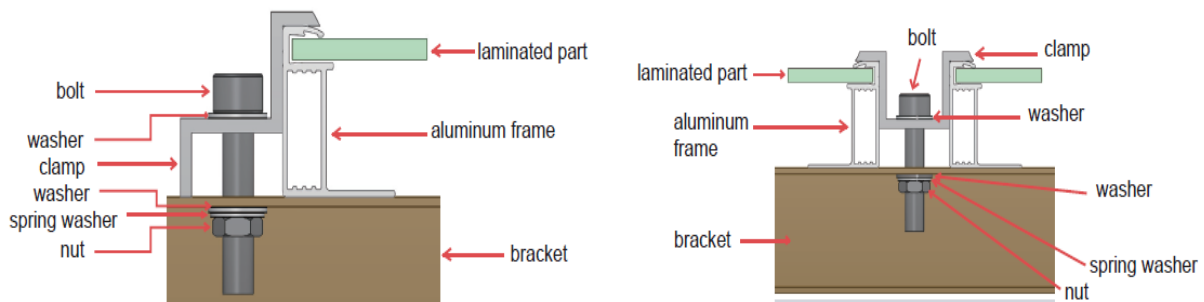 laminated part
bolt
washer
clamp
washer
spring washer
nut
aluminum frame
bracket
bolt
clamp
laminated part
washer
aluminum
frame
washer
bracket
spring washer
nut